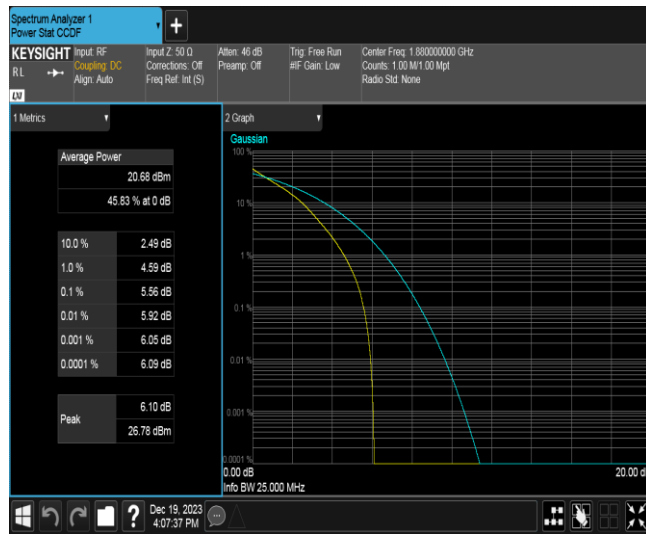 Spectrum Analyzer 1
Power Stat CCDF
+
KEYSIGHT
RL
LXI
Input: RF
Coupling: DC
Align: Auto
Input Z: 50 Ω
Corrections: Off
Freq Ref: Int (S)
Atten: 46 dB
Preamp: Off
Trig: Free Run
#IF Gain: Low
Center Freq: 1.880000000 GHz
Counts: 1.00 M/1.00 Mpt
Radio Std: None
1 Metrics
Average Power
20.68 dBm
45.83 % at 0 dB
10.0 % 2.49 dB
1.0 % 4.59 dB
0.1 % 5.56 dB
0.01 % 5.92 dB
0.001 % 6.05 dB
0.0001 % 6.09 dB
Peak
6.10 dB
26.78 dBm
2 Graph
Gaussian
100 %
10 %
1 %
0.1 %
0.01 %
0.001 %
0.0001 %
0.00 dB
20.00 d
Info BW 25.000 MHz
?
Dec 19, 2023
4:07:37 PM